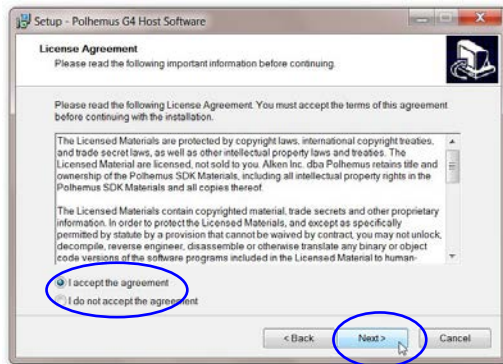 Setup - Polhemus G4 Host Software
License Agreement
Please read the following important information before continuing.
Please read the following License Agreement. You must accept the terms of this agreement
before continuing with the installation.
The Licensed Materials are protected by copyright laws, international copyright treaties,
and trade secret laws, as well as other intellectual property laws and treaties. The
Licensed Material are licensed, not sold to you. Alken Inc. dba Polhemus retains title and
ownership of the Polhemus SDK Materials, including all intellectual property rights in the
Polhemus SDK Materials and all copies thereof.
The Licensed Materials contain copyrighted material, trade secrets and other proprietary
information. In order to protect the Licensed Materials, and except as specifically
permitted by statute by a provision that cannot be waived by contract, you may not unlock,
decompile, reverse engineer, disassemble or otherwise translate any binary or object
code versions of the software programs included in the Licensed Material to human-
I accept the agreement
I do not accept the agreement
< Back Next > Cancel